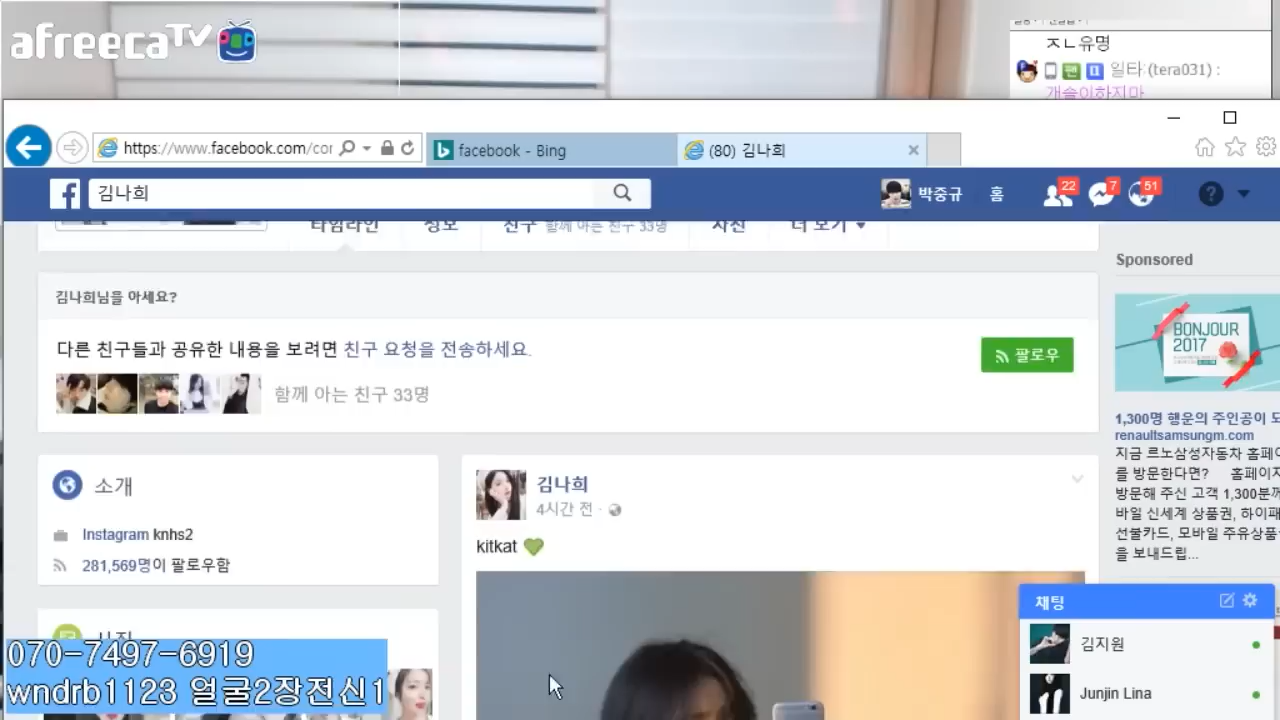 afreecaTV
ㅈㄴ유명
일타 (tera031) :
개솔이하지마
https://www.facebook.com/cor
facebook - Bing
(80) 김나희
김나희
박중규
홈
22
7
51
타임라인
정보
친구 함께 아는 친구 33명
사진
더 보기
김나희님을 아세요?
다른 친구들과 공유한 내용을 보려면 친구 요청을 전송하세요.
팔로우
함께 아는 친구 33명
소개
Instagram knhs2
281,569명이 팔로우함
사진
김나희
4시간 전
kitkat
Sponsored
BONJOUR
2017
1,300명 행운의 주인공이 되
renaultsamsungm.com
지금 르노삼성자동차 홈페이
를 방문한다면? 홈페이지
방문해 주신 고객 1,300분께
바일 신세계 상품권, 하이패
선불카드, 모바일 주유상품
을 보내드립...
채팅
김지원
Junjin Lina
070-7497-6919
wndrb1123 얼굴2장전신1